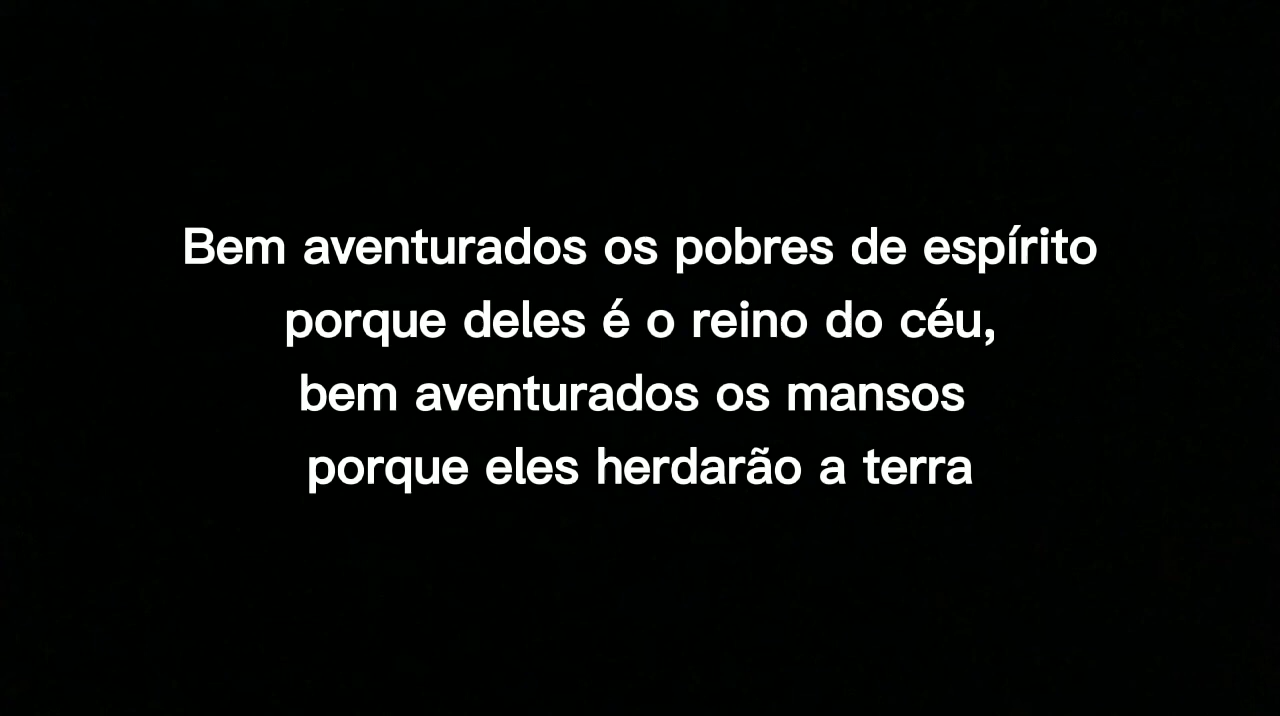 Bem aventurados os pobres de espírito
porque deles é o reino do céu,
bem aventurados os mansos
porque eles herdarão a terra